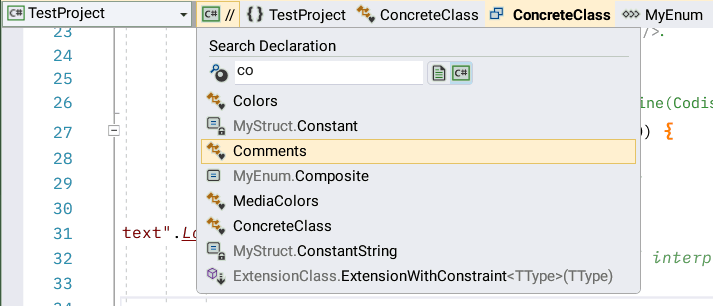 C# TestProject C# // {} TestProject ConcreteClass ConcreteClass MyEnum
23 />.
24 Search Declaration
25 co C#
26 Colors ine(Codis
27 MyStruct.Constant ) {
28 Comments
29 MyEnum.Composite
30 MediaColors
31 text". ConcreteClass
32 MyStruct.ConstantString interp
33 ExtensionClass.ExtensionWithConstraint<TType>(TType)
34